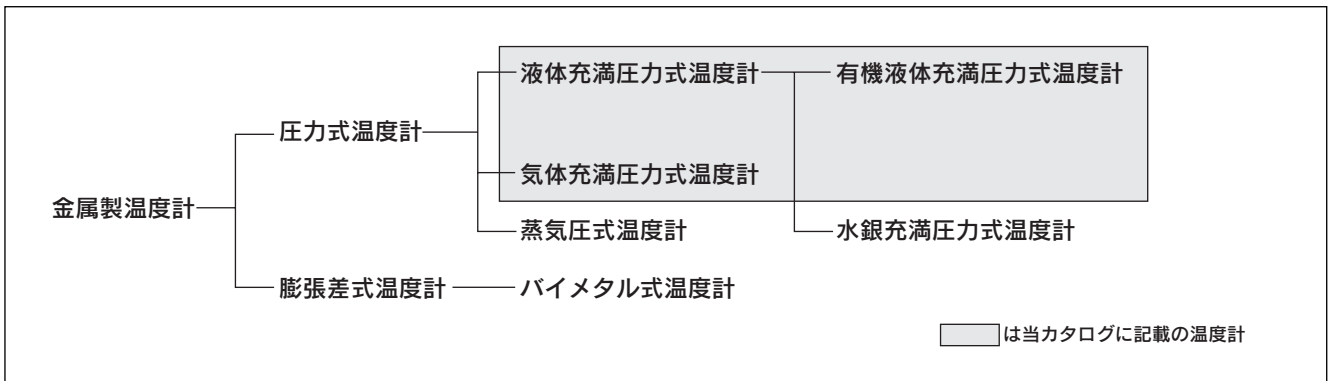 液体充満圧力式温度計
有機液体充満圧力式温度計
圧力式温度計
気体充満圧力式温度計
金属製温度計
蒸気圧式温度計
水銀充満圧力式温度計
膨張差式温度計
バイメタル式温度計
は当カタログに記載の温度計